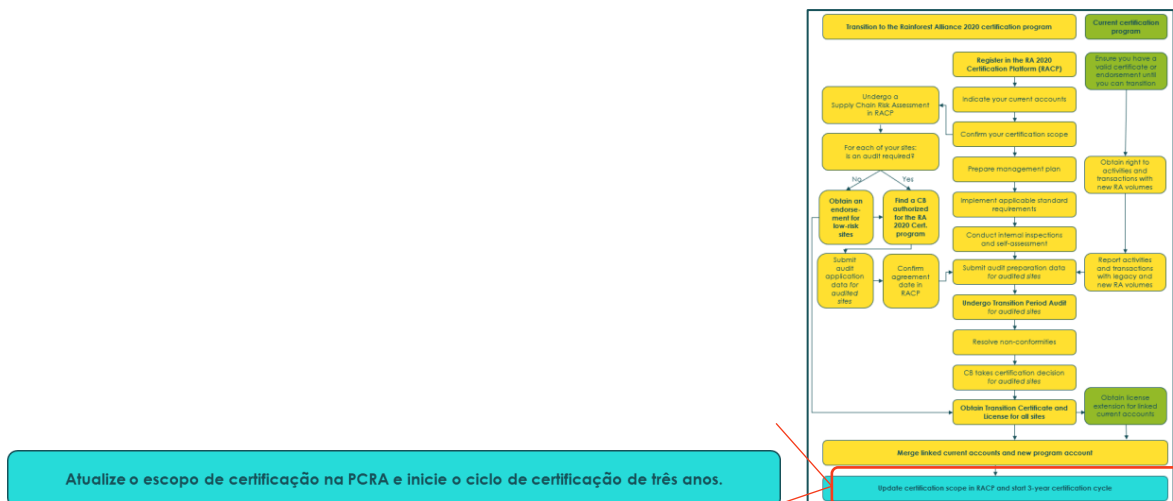 Transition to the Rainforest Alliance 2020 certification program
Current certification
program
Register in the RA 2020
Certification Platform (RACP)
Ensure you have a
valid certificate or
endorsement until
you can transition
Indicate your current accounts
Undergo a
Supply Chain Risk Assessment
in RACP
Confirm your certification scope
For each of your sites:
is an audit required?
Prepare management plan
Obtain right to
activities and
transactions with
new RA volumes
No
Yes
Obtain an
endorse-
ment for
low-risk
sites
Find a CB
authorized
for the RA
2020 Cert.
program
Implement applicable standard
requirements
Conduct internal inspections
and self-assessment
Submit
audit
application
data for
audited
sites
Confirm
agreement
date in
RACP
Submit audit preparation data
for audited sites
Report activities
and transactions
with legacy and
new RA volumes
Undergo Transition Period Audit
for audited sites
Resolve non-conformities
CB takes certification decision
for audited sites
Obtain Transition Certificate and
License for all sites
Obtain license
extension for linked
current accounts
Merge linked current accounts and new program account
Atualize o escopo de certificação na PCRA e inicie o ciclo de certificação de três anos.
Update certification scope in RACP and start 3-year certification cycle